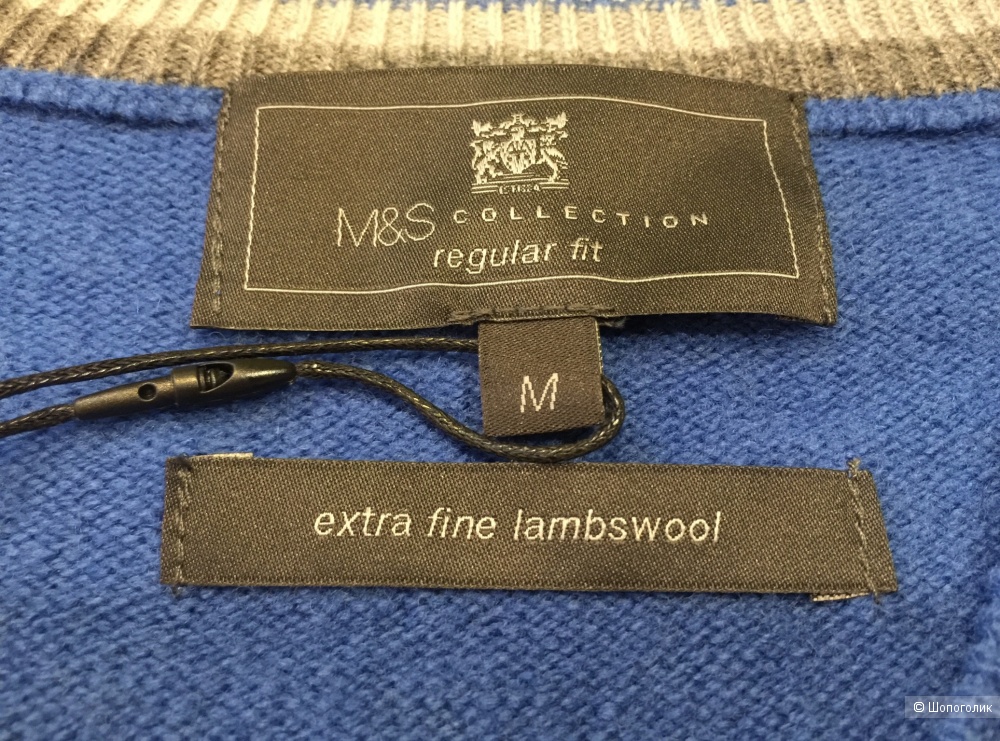 M&S COLLECTION
regular fit
M
extra fine lambswool
© Шопоголик